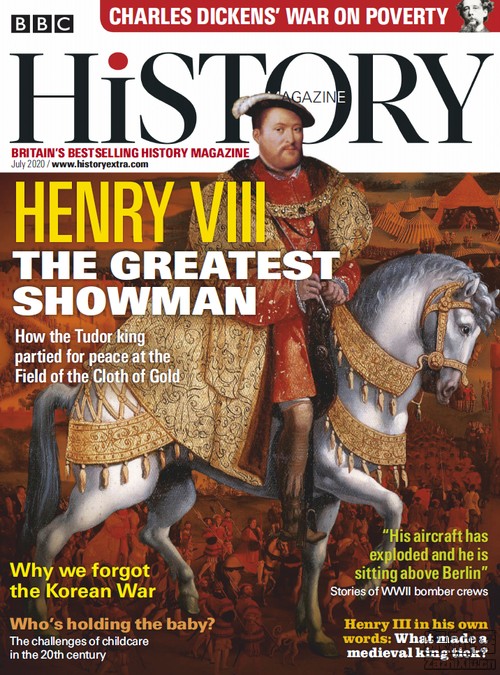 BBC
CHARLES DICKENS' WAR ON POVERTY
HiSTORY
MAGAZINE
BRITAIN'S BESTSELLING HISTORY MAGAZINE
July 2020 / www.historyextra.com
HENRY VIII
THE GREATEST
SHOWMAN
How the Tudor king
partied for peace at the
Field of the Cloth of Gold
"His aircraft has
exploded and he is
sitting above Berlin"
Stories of WWII bomber crews
Why we forgot
the Korean War
Who's holding the baby?
The challenges of childcare
in the 20th century
Henry III in his own
words: What made a
medieval king tick?